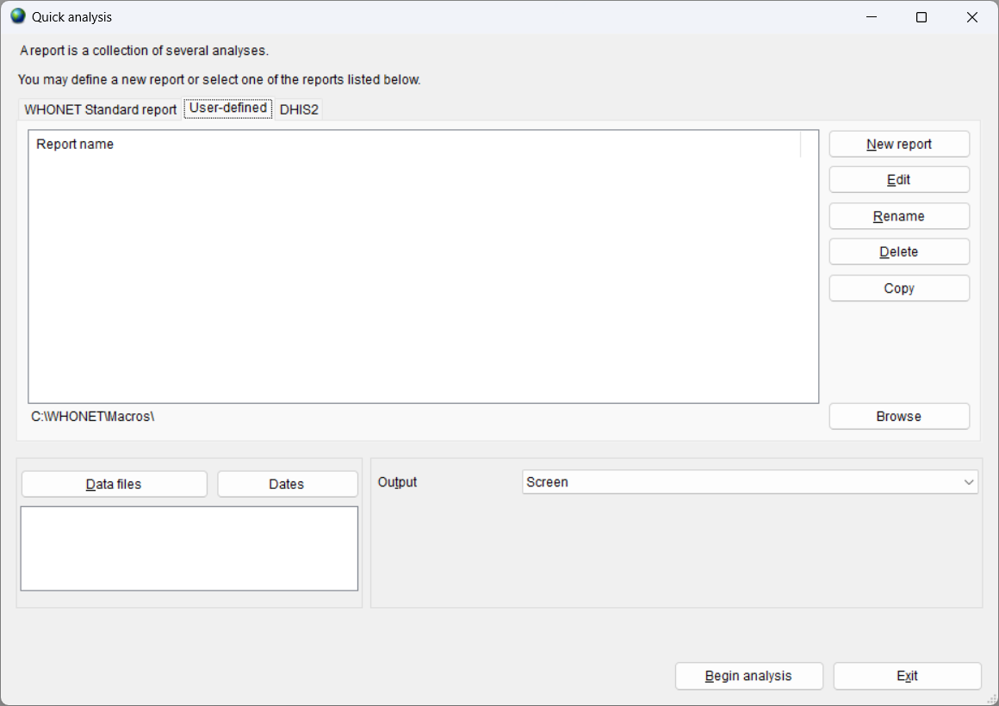 Quick analysis
A report is a collection of several analyses.
You may define a new report or select one of the reports listed below.
WHONET Standard report User-defined DHIS2
Report name
New report
Edit
Rename
Delete
Copy
C:\WHONET\Macros\
Browse
Data files Dates
Output Screen
Begin analysis Exit